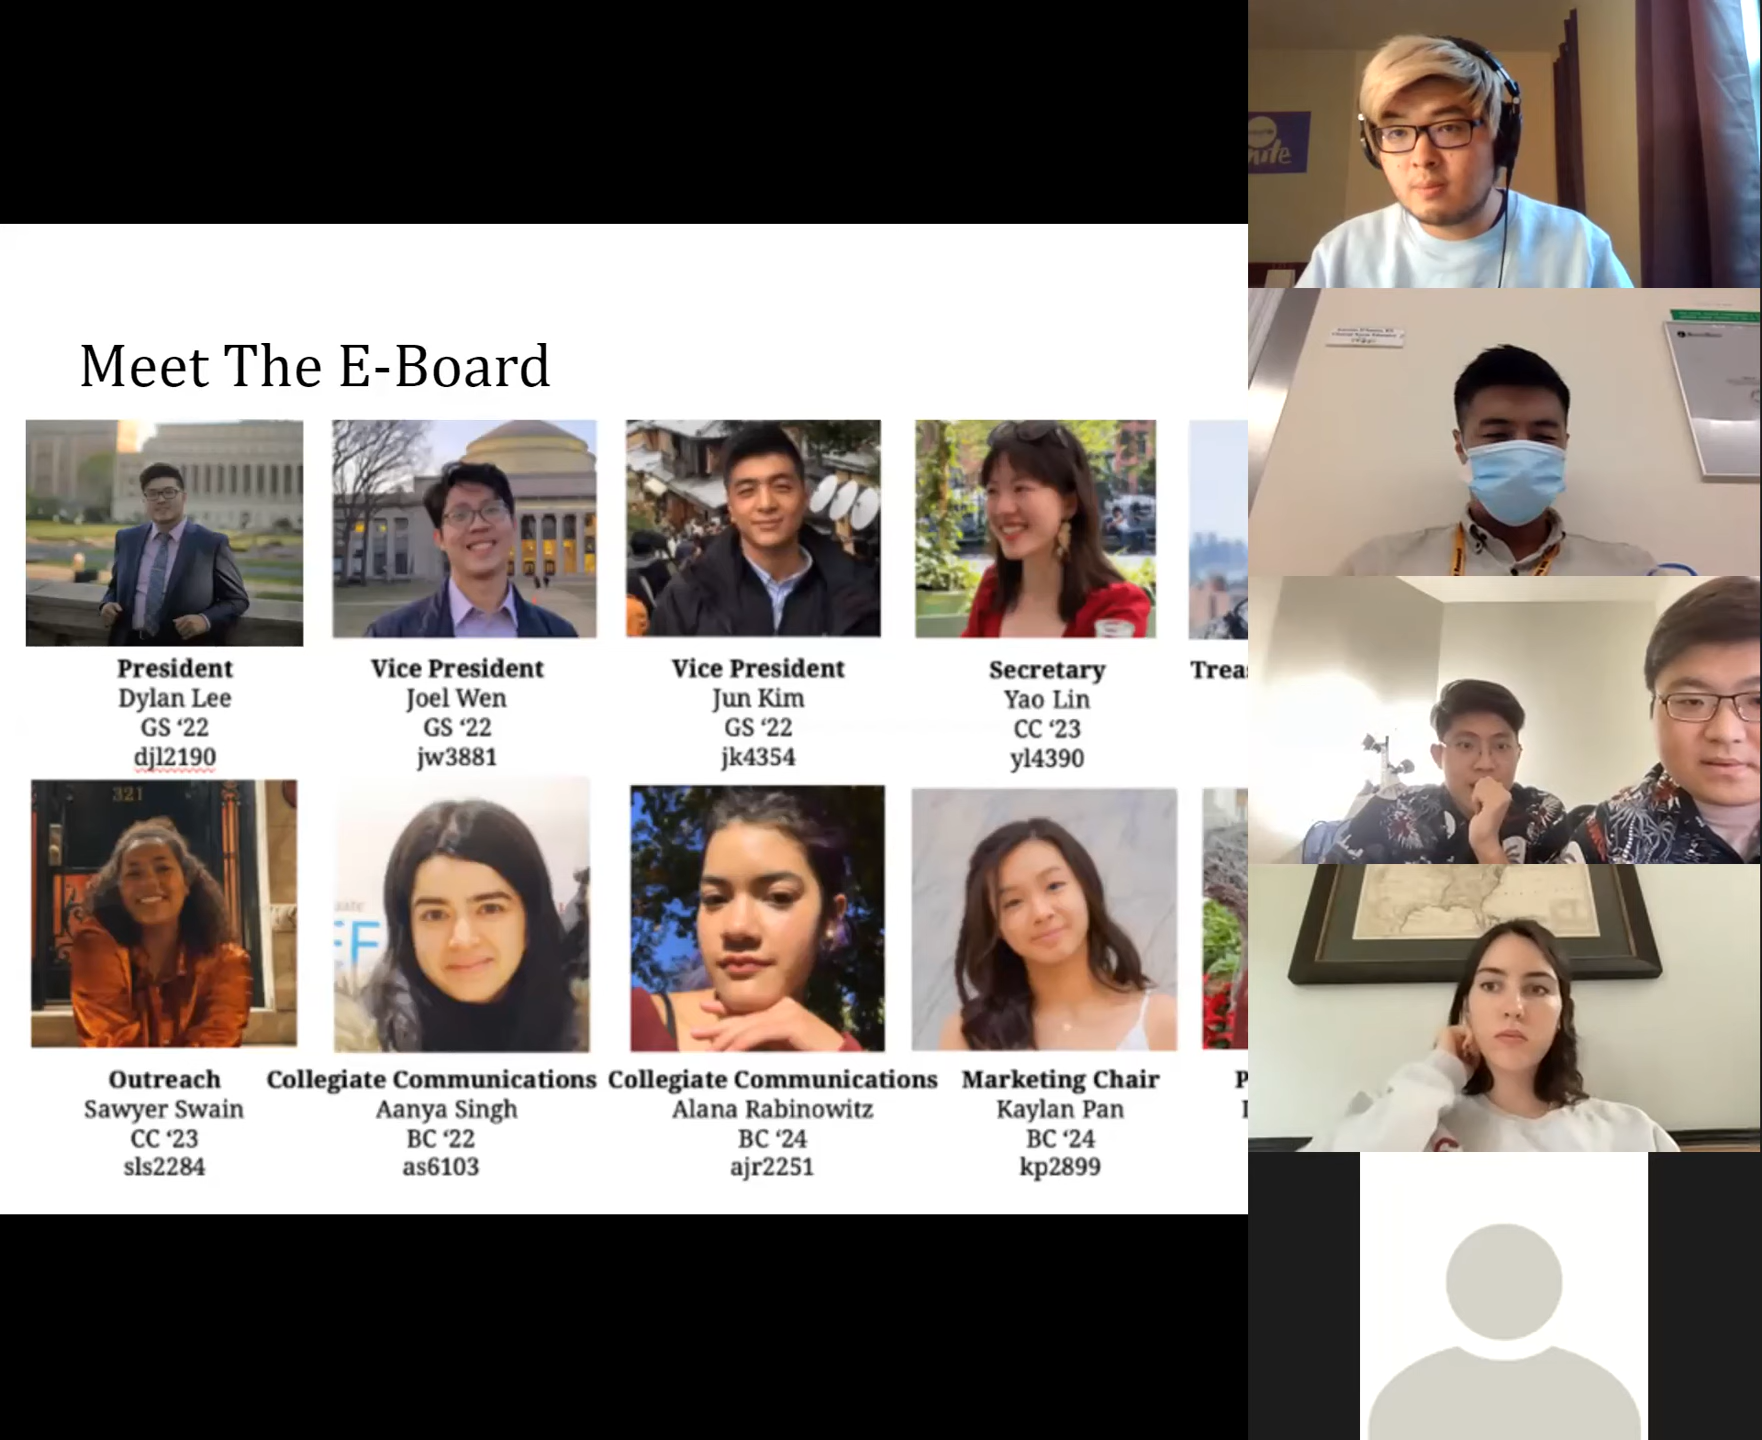 Meet The E-Board
President
Dylan Lee
GS ‘22
djl2190
Vice President
Joel Wen
GS ‘22
jw3881
Vice President
Jun Kim
GS ‘22
jk4354
Secretary
Yao Lin
CC ‘23
yl4390
Treas
321
Outreach
Sawyer Swain
CC ‘23
sls2284
Collegiate Communications
Aanya Singh
BC ‘22
as6103
Collegiate Communications
Alana Rabinowitz
BC ‘24
ajr2251
Marketing Chair
Kaylan Pan
BC ‘24
kp2899
P